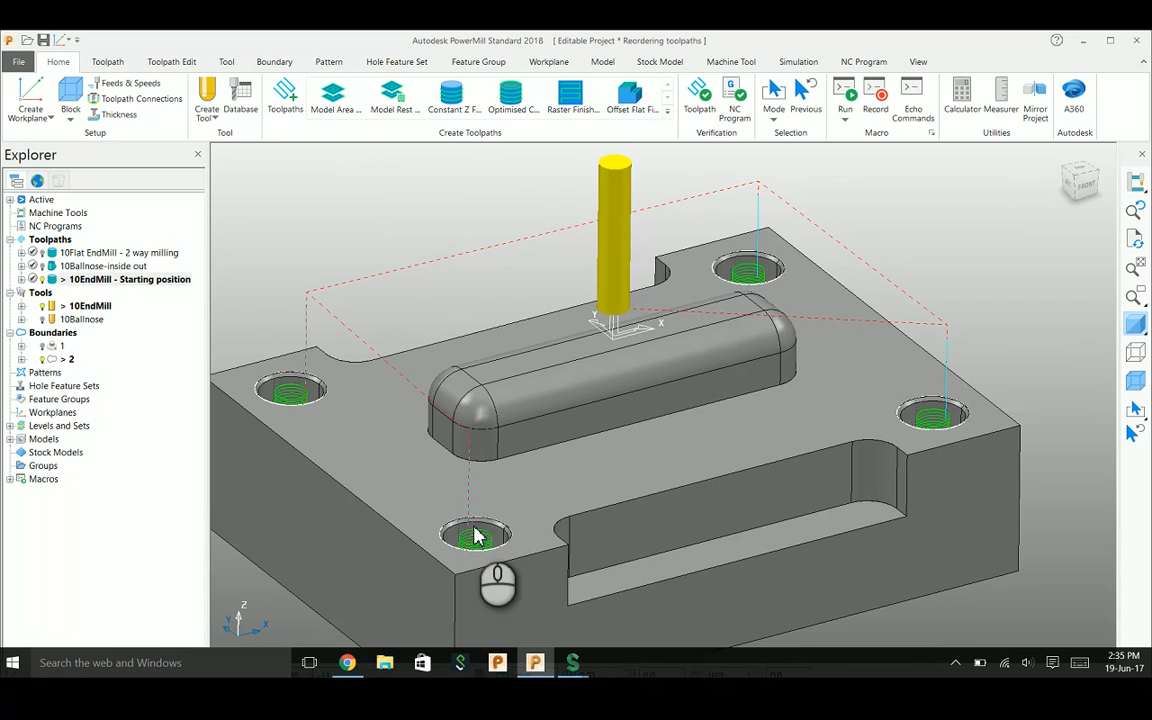 Autodesk PowerMill Standard 2018 [ Editable Project * Reordering toolpaths ]
File Home Toolpath Toolpath Edit Tool Boundary Pattern Hole Feature Set Feature Group Workplane Model Stock Model Machine Tool Simulation NC Program View
Create Workplane
Block
Feeds & Speeds
Toolpath Connections
Thickness
Setup
Create Tool
Database
Tool
Toolpaths
Model Area ...
Model Rest ...
Constant Z F...
Optimised C...
Raster Finish...
Offset Flat Fi...
Create Toolpaths
Toolpath
NC Program
Verification
Mode
Previous
Selection
Run
Record
Echo Commands
Macro
Calculator
Measurer
Mirror Project
Utilities
A360
Autodesk
Explorer
Active
Machine Tools
NC Programs
Toolpaths
10Flat EndMill - 2 way milling
10Ballnose-inside out
> 10EndMill - Starting position
Tools
> 10EndMill
10Ballnose
Boundaries
1
> 2
Patterns
Hole Feature Sets
Feature Groups
Workplanes
Levels and Sets
Models
Stock Models
Groups
Macros
FRONT
Y
X
Z
Y
X
Search the web and Windows
2:35 PM
19-Jun-17